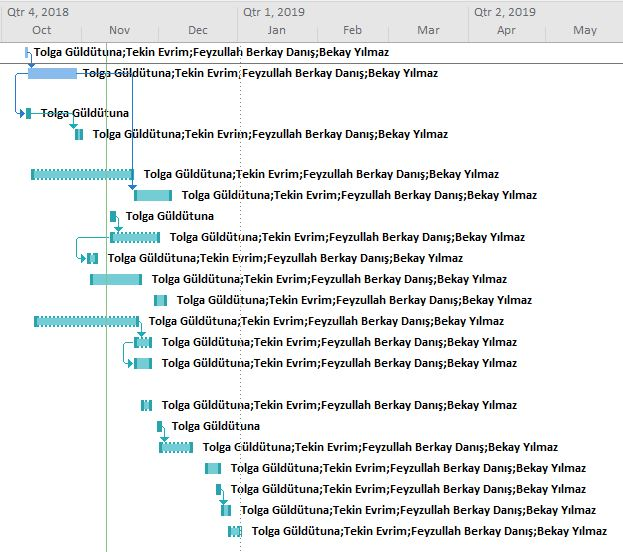 Qtr 4, 2018 Qtr 1, 2019 Qtr 2, 2019
Oct Nov Dec Jan Feb Mar Apr May
Tolga Güldütuna;Tekin Evrim;Feyzullah Berkay Danış;Bekay Yılmaz
Tolga Güldütuna;Tekin Evrim;Feyzullah Berkay Danış;Bekay Yılmaz
Tolga Güldütuna
Tolga Güldütuna;Tekin Evrim;Feyzullah Berkay Danış;Bekay Yılmaz
Tolga Güldütuna;Tekin Evrim;Feyzullah Berkay Danış;Bekay Yılmaz
Tolga Güldütuna;Tekin Evrim;Feyzullah Berkay Danış;Bekay Yılmaz
Tolga Güldütuna
Tolga Güldütuna;Tekin Evrim;Feyzullah Berkay Danış;Bekay Yılmaz
Tolga Güldütuna;Tekin Evrim;Feyzullah Berkay Danış;Bekay Yılmaz
Tolga Güldütuna;Tekin Evrim;Feyzullah Berkay Danış;Bekay Yılmaz
Tolga Güldütuna;Tekin Evrim;Feyzullah Berkay Danış;Bekay Yılmaz
Tolga Güldütuna;Tekin Evrim;Feyzullah Berkay Danış;Bekay Yılmaz
Tolga Güldütuna;Tekin Evrim;Feyzullah Berkay Danış;Bekay Yılmaz
Tolga Güldütuna;Tekin Evrim;Feyzullah Berkay Danış;Bekay Yılmaz
Tolga Güldütuna;Tekin Evrim;Feyzullah Berkay Danış;Bekay Yılmaz
Tolga Güldütuna
Tolga Güldütuna;Tekin Evrim;Feyzullah Berkay Danış;Bekay Yılmaz
Tolga Güldütuna;Tekin Evrim;Feyzullah Berkay Danış;Bekay Yılmaz
Tolga Güldütuna;Tekin Evrim;Feyzullah Berkay Danış;Bekay Yılmaz
Tolga Güldütuna;Tekin Evrim;Feyzullah Berkay Danış;Bekay Yılmaz
Tolga Güldütuna;Tekin Evrim;Feyzullah Berkay Danış;Bekay Yılmaz